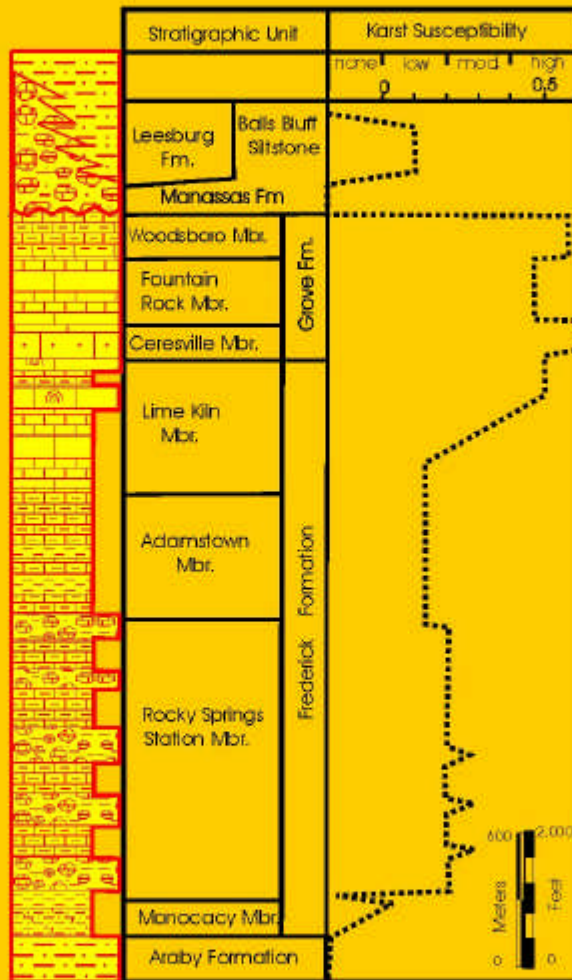 Stratigraphic Unit
Karst Susceptibility
none low mod. high
0 0.5
Leesburg
Fm.
Balls Bluff
Siltstone
Manassas Fm
Woodsboro Mbr.
Fountain
Rock Mbr.
Ceresville Mbr.
Grove Fm.
Lime Kiln
Mbr.
Adamstown
Mbr.
Rocky Springs
Station Mbr.
Frederick Formation
Monocacy Mbr.
Araby Formation
600 2,000
Meters
Feet
0 0